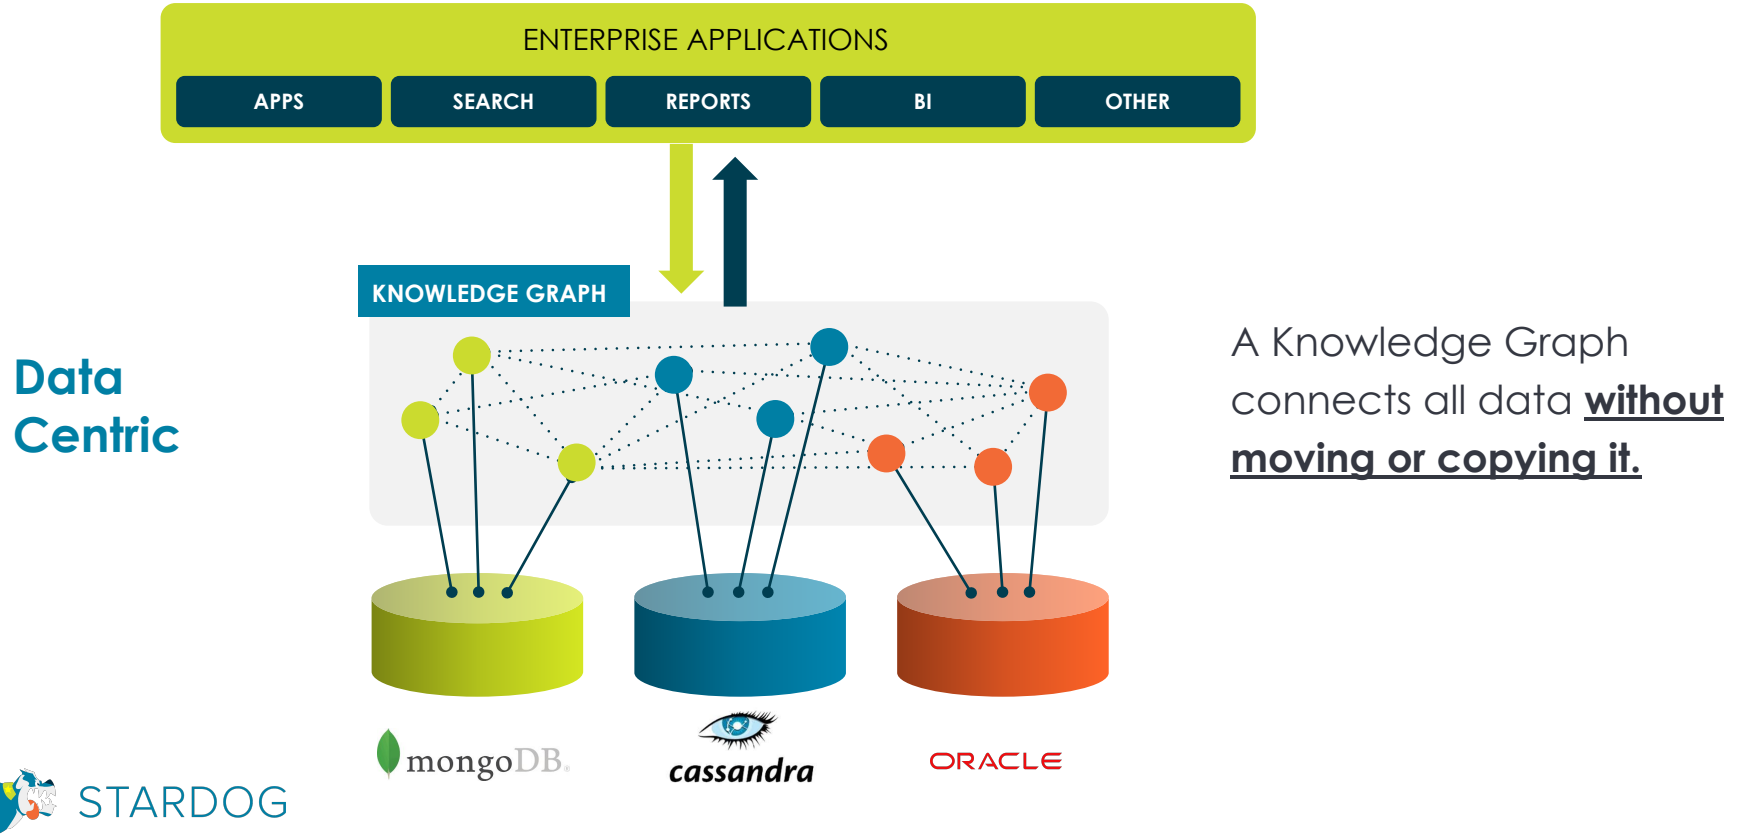 ENTERPRISE APPLICATIONS
APPS
SEARCH
REPORTS
BI
OTHER
KNOWLEDGE GRAPH
Data
Centric
A Knowledge Graph
connects all data without
moving or copying it.
mongoDB.
cassandra
ORACLE
STARDOG